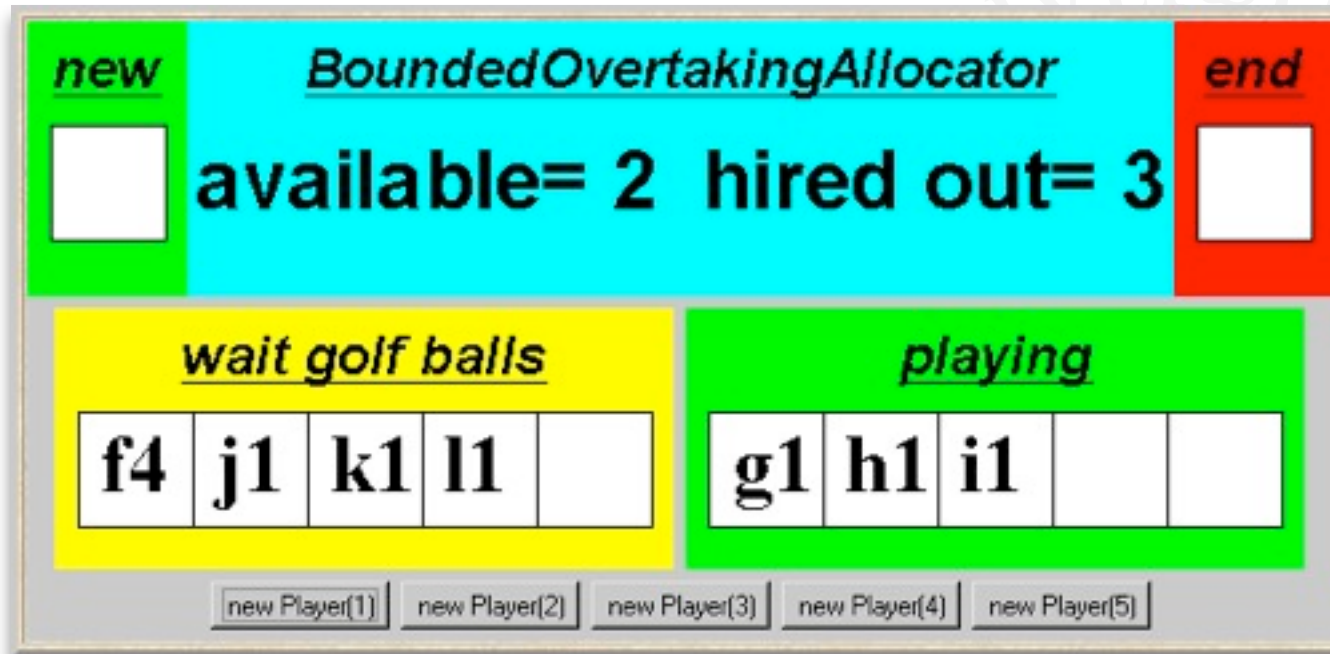 new BoundedOvertakingAllocator end
available= 2 hired out= 3
wait golf balls
f4 j1 k1 l1
playing
g1 h1 i1
new Player(1) new Player(2) new Player(3) new Player(4) new Player(5)